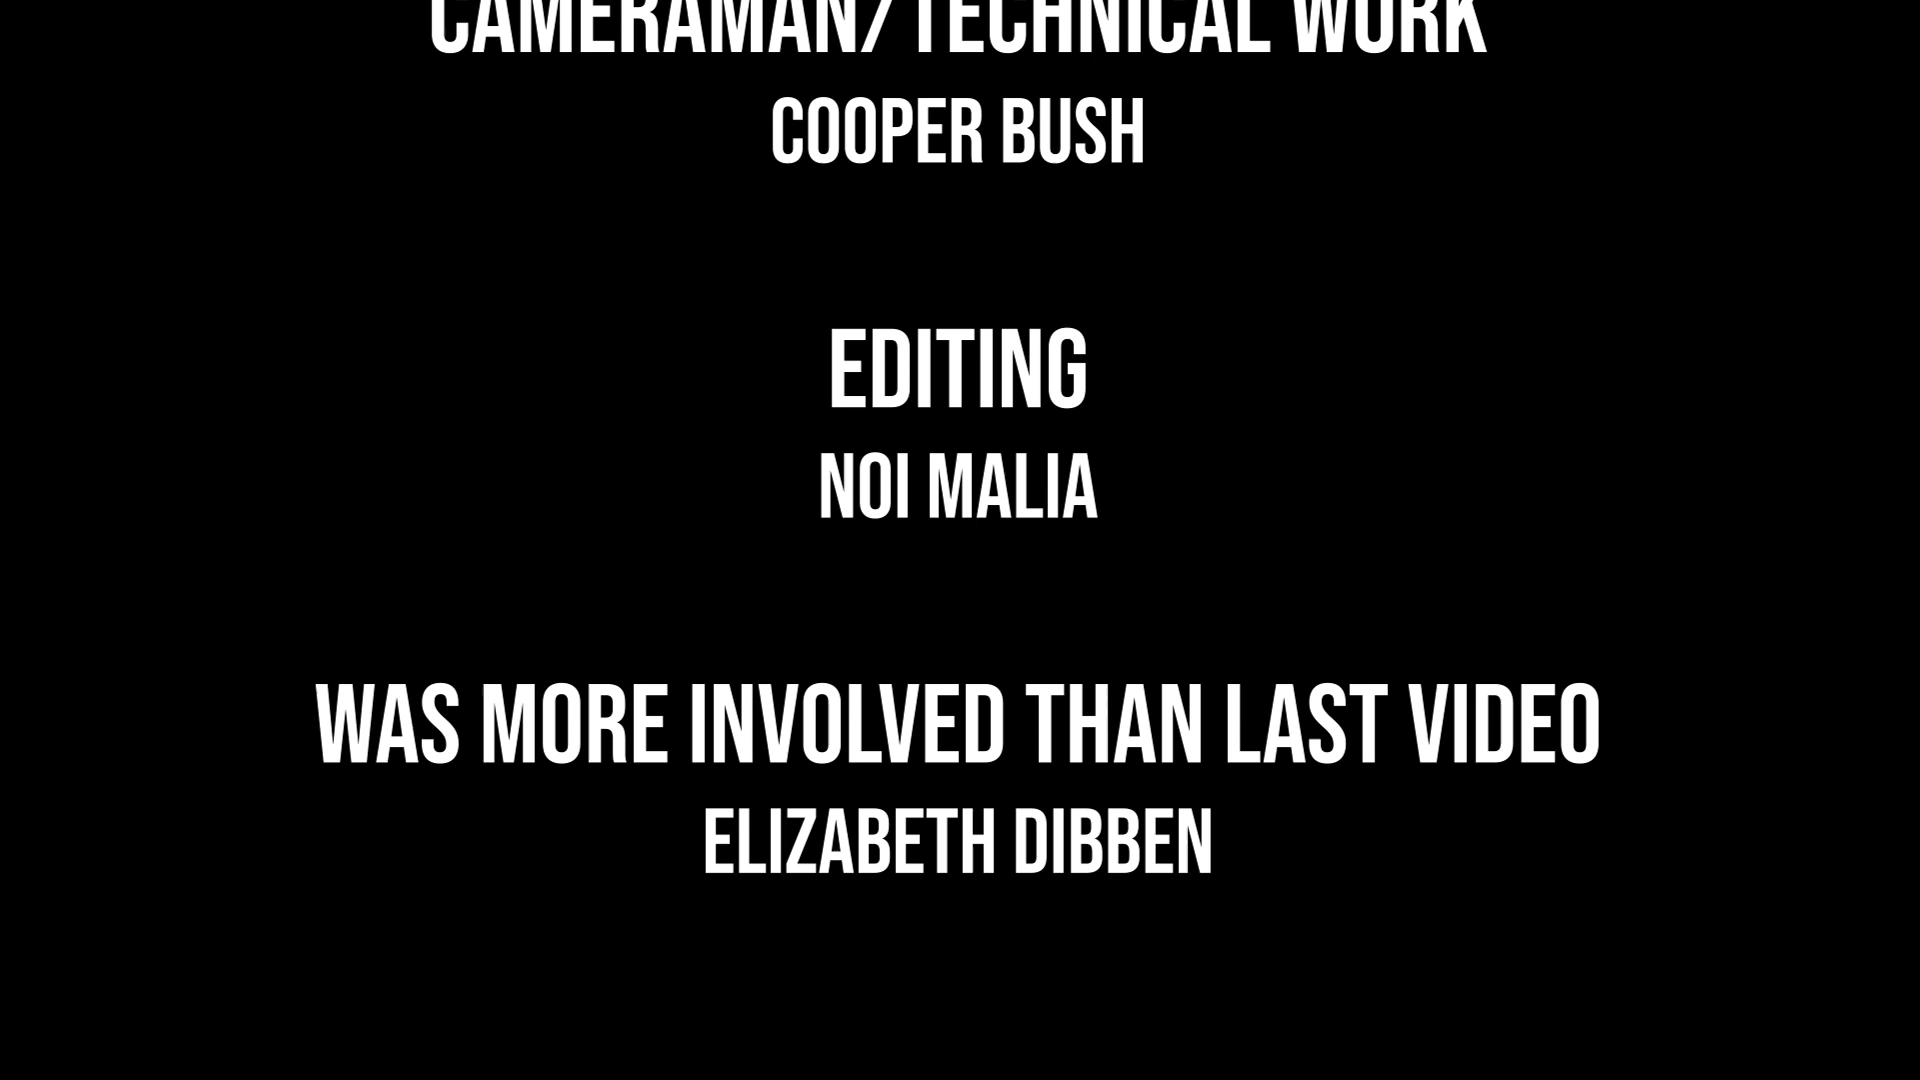 CAMERAMAN/TECHNICAL WORK
COOPER BUSH
EDITING
NOI MALIA
WAS MORE INVOLVED THAN LAST VIDEO
ELIZABETH DIBBEN